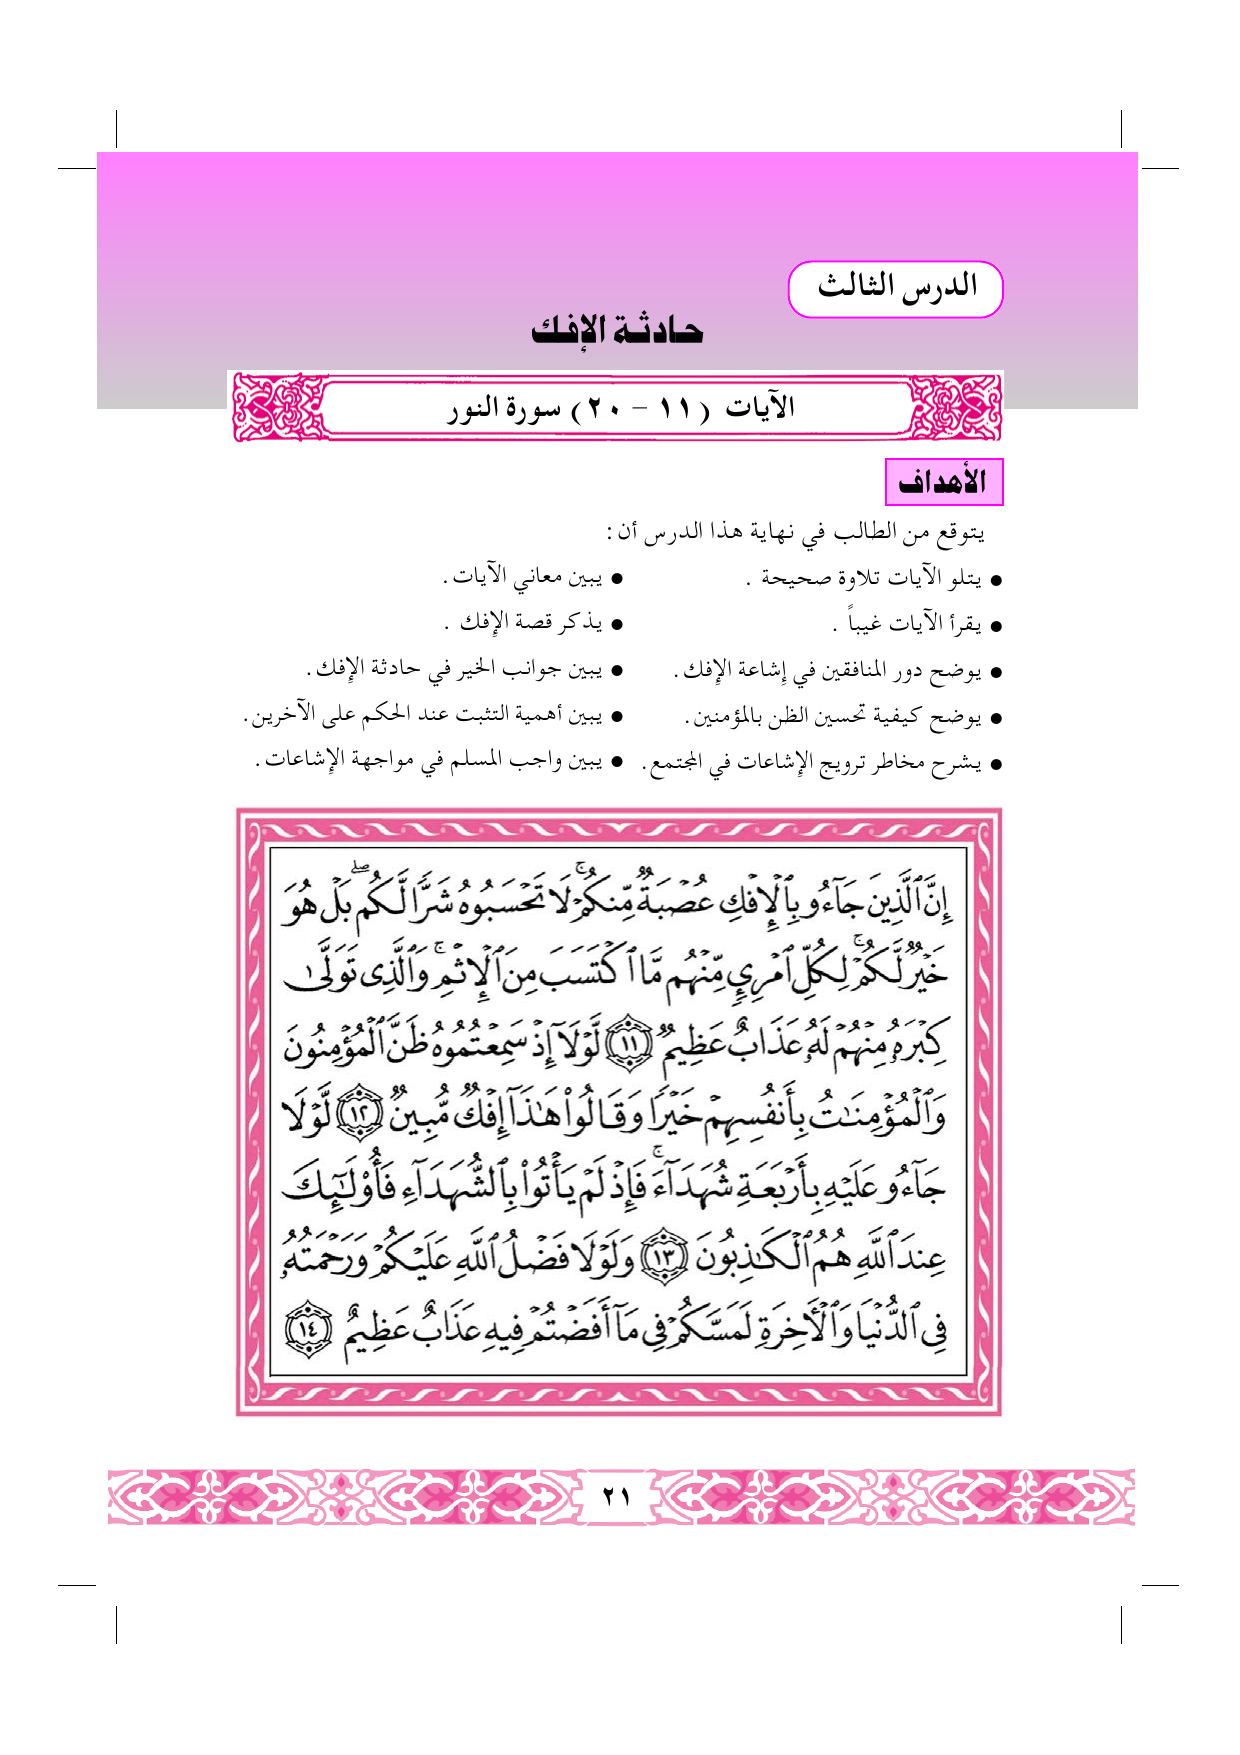 الدرس الثالث
حادثة الإفك
الآيات (١١ - ٢٠) سورة النور
الأهداف
يتوقع من الطالب في نهاية هذا الدرس أن:
● يتلو الآيات تلاوة صحيحة .
● يبين معاني الآيات.
● يقرأ الآيات غيباً .
● يذكر قصة الإفك .
● يوضح دور المنافقين في إشاعة الإفك.
● يبين جوانب الخير في حادثة الإفك.
● يوضح كيفية تحسين الظن بالمؤمنين.
● يبين أهمية التثبت عند الحكم على الآخرين.
● يشرح مخاطر ترويج الإشاعات في المجتمع.
● يبين واجب المسلم في مواجهة الإشاعات.
إِنَّ ٱلَّذِينَ جَآءُو بِٱلْإِفْكِ عُصْبَةٌ مِّنكُمْ ۚ لَا تَحْسَبُوهُ شَرًّا لَّكُم ۖ بَلْ هُوَ
خَيْرٌ لَّكُمْ ۚ لِكُلِّ ٱمْرِئٍ مِّنْهُم مَّا ٱكْتَسَبَ مِنَ ٱلْإِثْمِ ۚ وَٱلَّذِى تَوَلَّىٰ
كِبْرَهُۥ مِنْهُمْ لَهُۥ عَذَابٌ عَظِيمٌ ١١ لَّوْلَآ إِذْ سَمِعْتُمُوهُ ظَنَّ ٱلْمُؤْمِنُونَ
وَٱلْمُؤْمِنَٰتُ بِأَنفُسِهِمْ خَيْرًا وَقَالُوا۟ هَٰذَآ إِفْكٌ مُّبِينٌ ١٢ لَّوْلَا
جَآءُو عَلَيْهِ بِأَرْبَعَةِ شُهَدَآءَ ۚ فَإِذْ لَمْ يَأْتُوا۟ بِٱلشُّهَدَآءِ فَأُو۟لَٰٓئِكَ
عِندَ ٱللَّهِ هُمُ ٱلْكَٰذِبُونَ ١٣ وَلَوْلَا فَضْلُ ٱللَّهِ عَلَيْكُمْ وَرَحْمَتُهُۥ
فِى ٱلدُّنْيَا وَٱلْأَخِرَةِ لَمَسَّكُمْ فِى مَآ أَفَضْتُمْ فِيهِ عَذَابٌ عَظِيمٌ ١٤
٢١